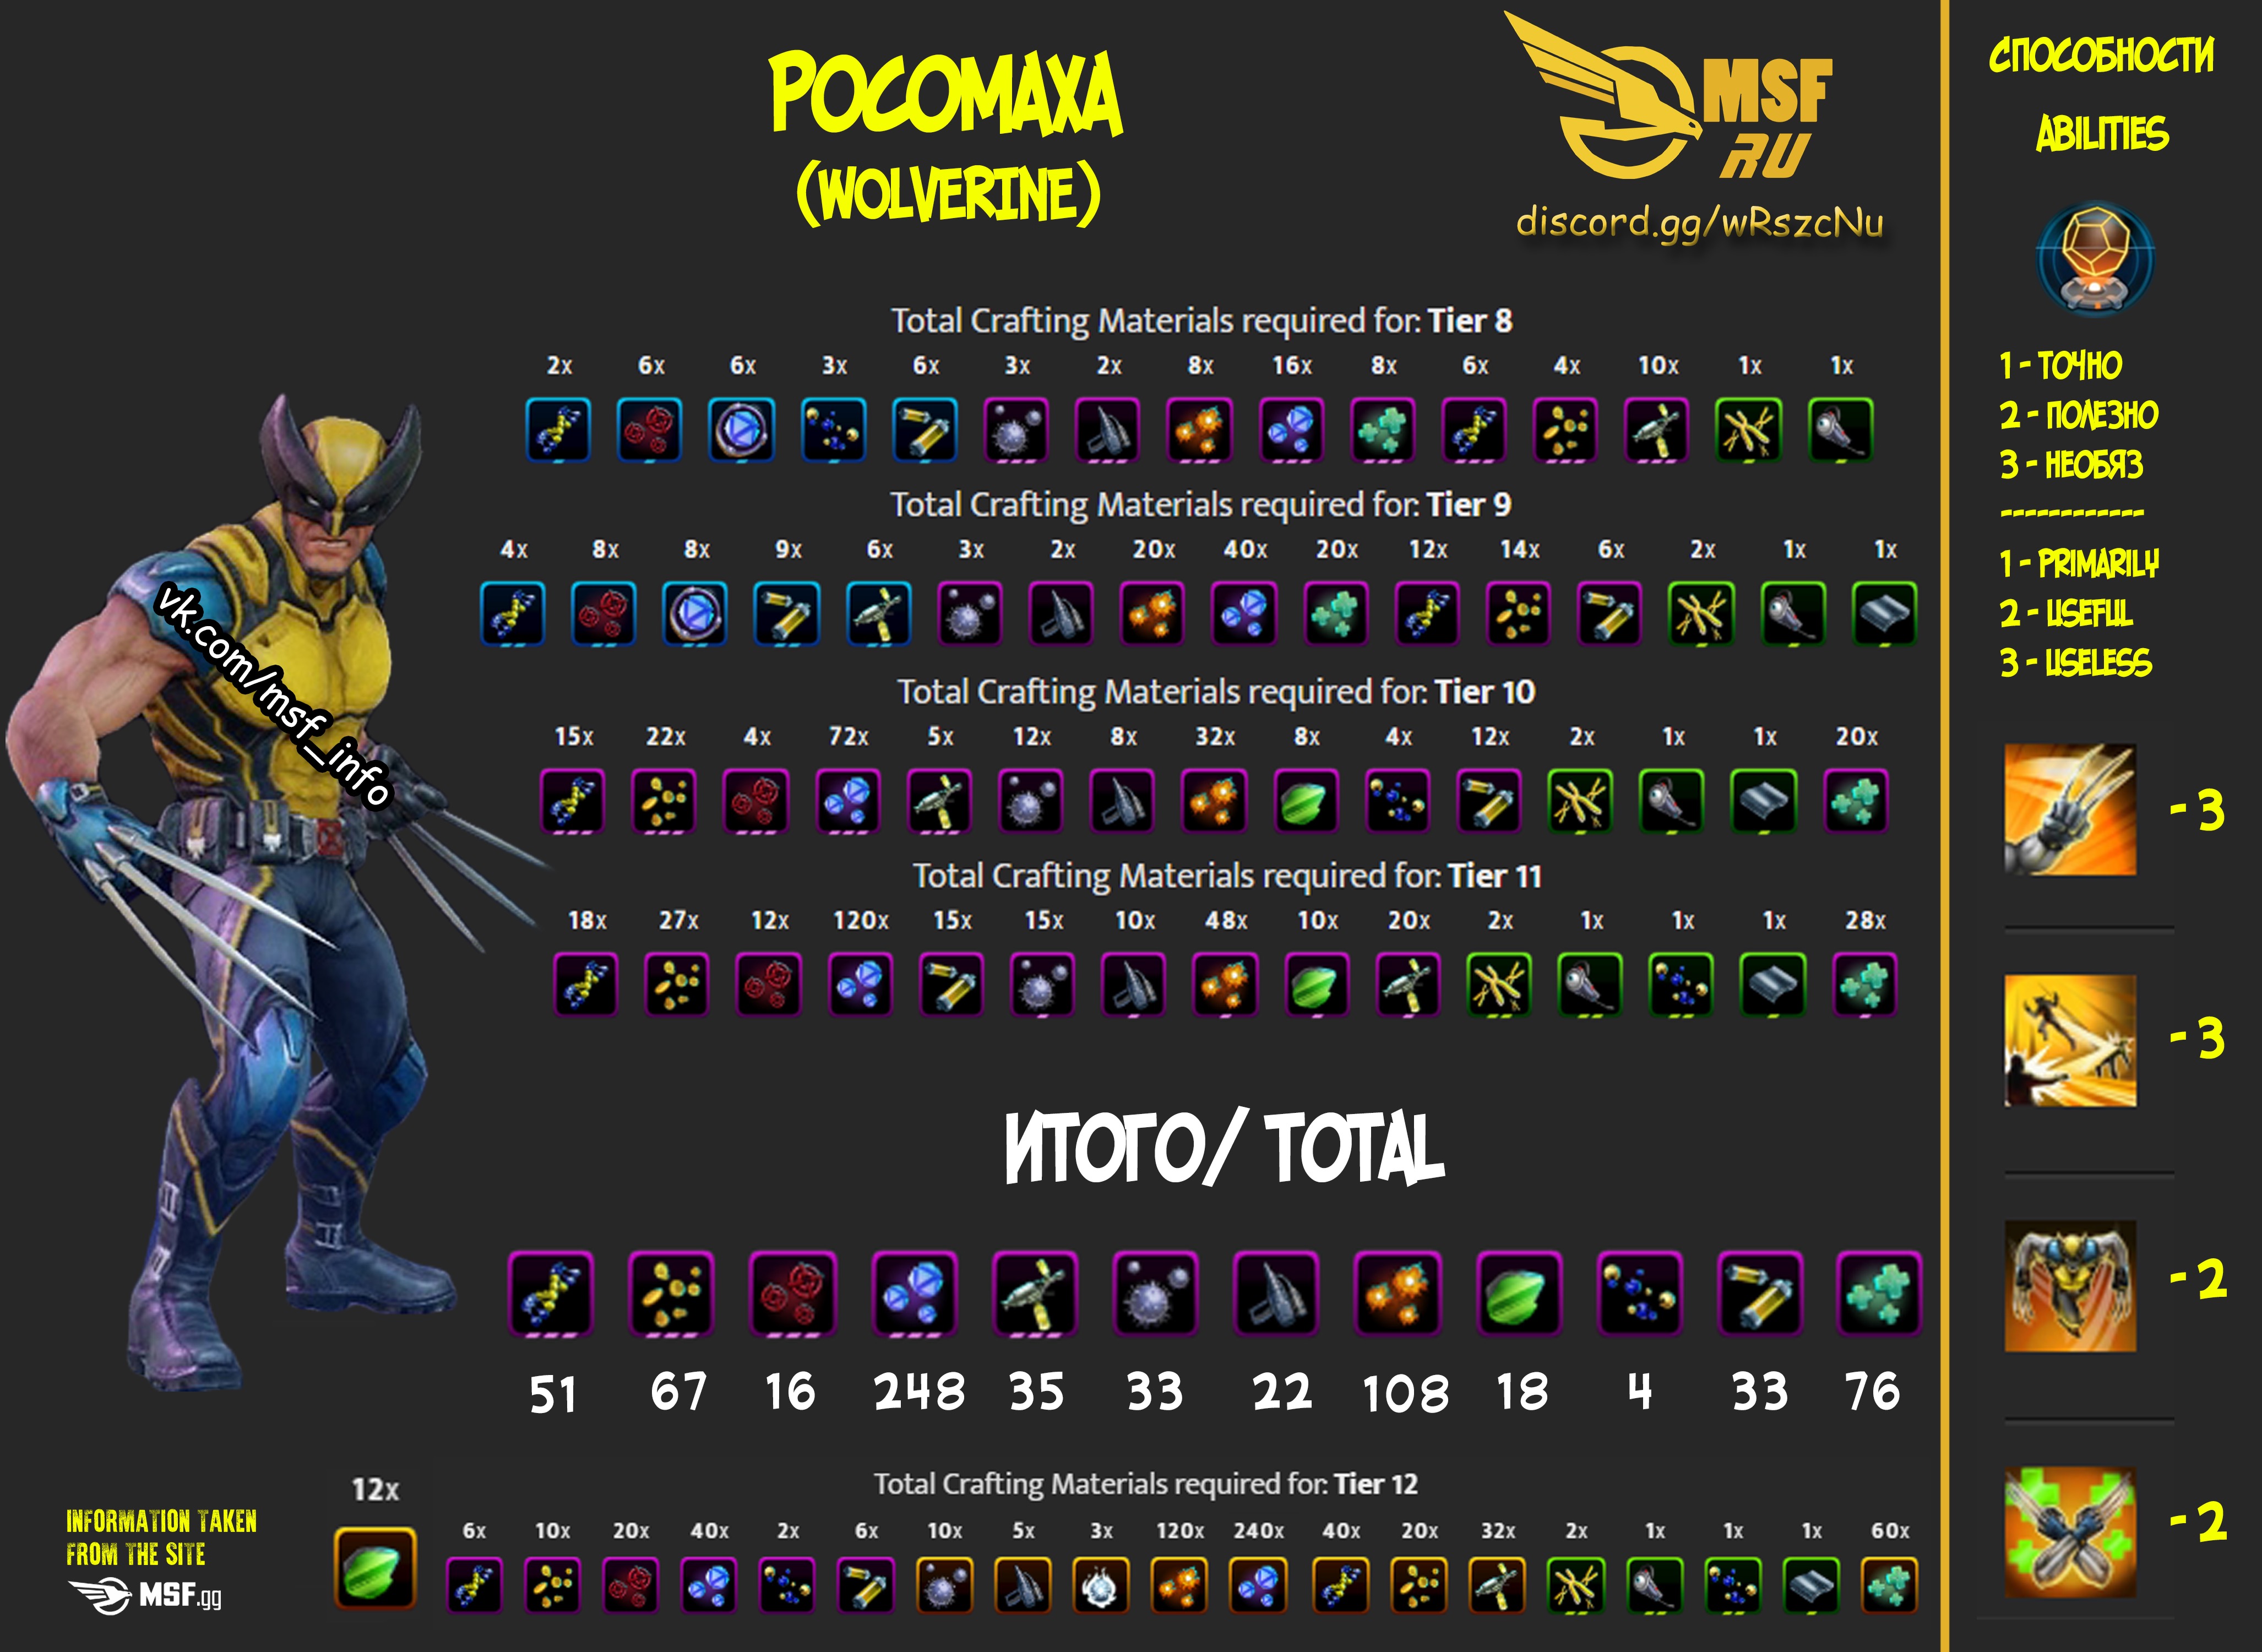 РОСОМАХА
(WOLVERINE)
MSF
RU
discord.gg/wRszcNu
Total Crafting Materials required for: Tier 8
2x 6x 6x 3x 6x 3x 2x 8x 16x 8x 6x 4x 10x 1x 1x
Total Crafting Materials required for: Tier 9
4x 8x 8x 9x 6x 3x 2x 20x 40x 20x 12x 14x 6x 2x 1x 1x
Total Crafting Materials required for: Tier 10
15x 22x 4x 72x 5x 12x 8x 32x 8x 4x 12x 2x 1x 1x 20x
Total Crafting Materials required for: Tier 11
18x 27x 12x 120x 15x 15x 10x 48x 10x 20x 2x 1x 1x 1x 28x
vk.com/msf_info
ИТОГО/ TOTAL
51 67 16 248 35 33 22 108 18 4 33 76
Total Crafting Materials required for: Tier 12
12x
6x 10x 20x 40x 2x 6x 10x 5x 3x 120x 240x 40x 20x 32x 2x 1x 1x 1x 60x
INFORMATION TAKEN
FROM THE SITE
MSF.gg
СПОСОБНОСТИ
ABILITIES
1 - ТОЧНО
2 - ПОЛЕЗНО
3 - НЕОБЯЗ
------------
1 - PRIMARILY
2 - USEFUL
3 - USELESS
- 3
- 3
- 2
- 2